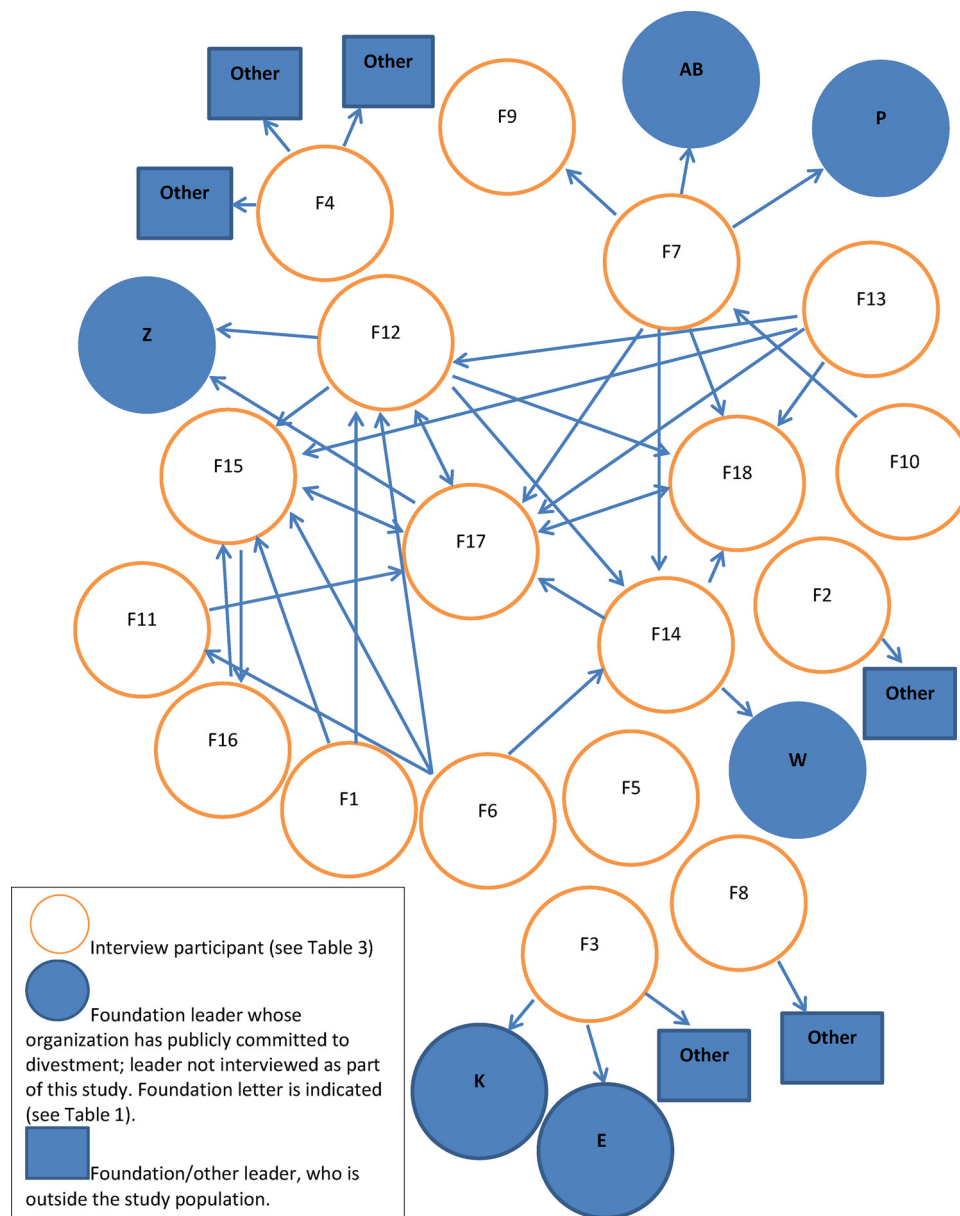 Other
Other
AB
F9
P
Other
F4
F7
F13
Z
F12
F15
F18
F10
F17
F2
F11
F14
Other
F16
W
F1
F6
F5
F8
F3
Interview participant (see Table 3)
Foundation leader whose
organization has publicly committed to
divestment; leader not interviewed as part
of this study. Foundation letter is indicated
(see Table 1).
Foundation/other leader, who is
outside the study population.
Other
Other
K
E